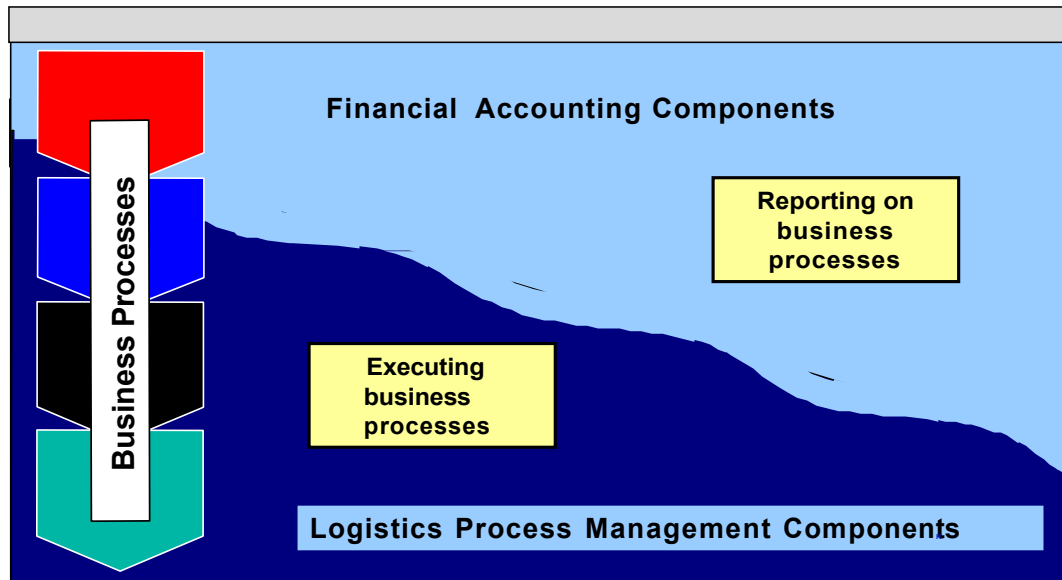 Financial Accounting Components
Reporting on
business
processes
Business Processes
Executing
business
processes
Logistics Process Management Components